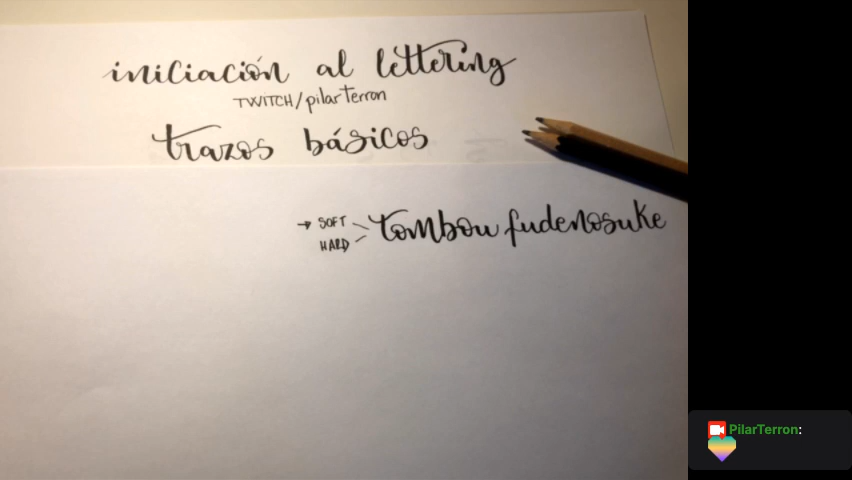 iniciación al lettering
TWITCH/pilarterron
trazos básicos
→ SOFT
HARD
tombow fudenosuke
PilarTerron: